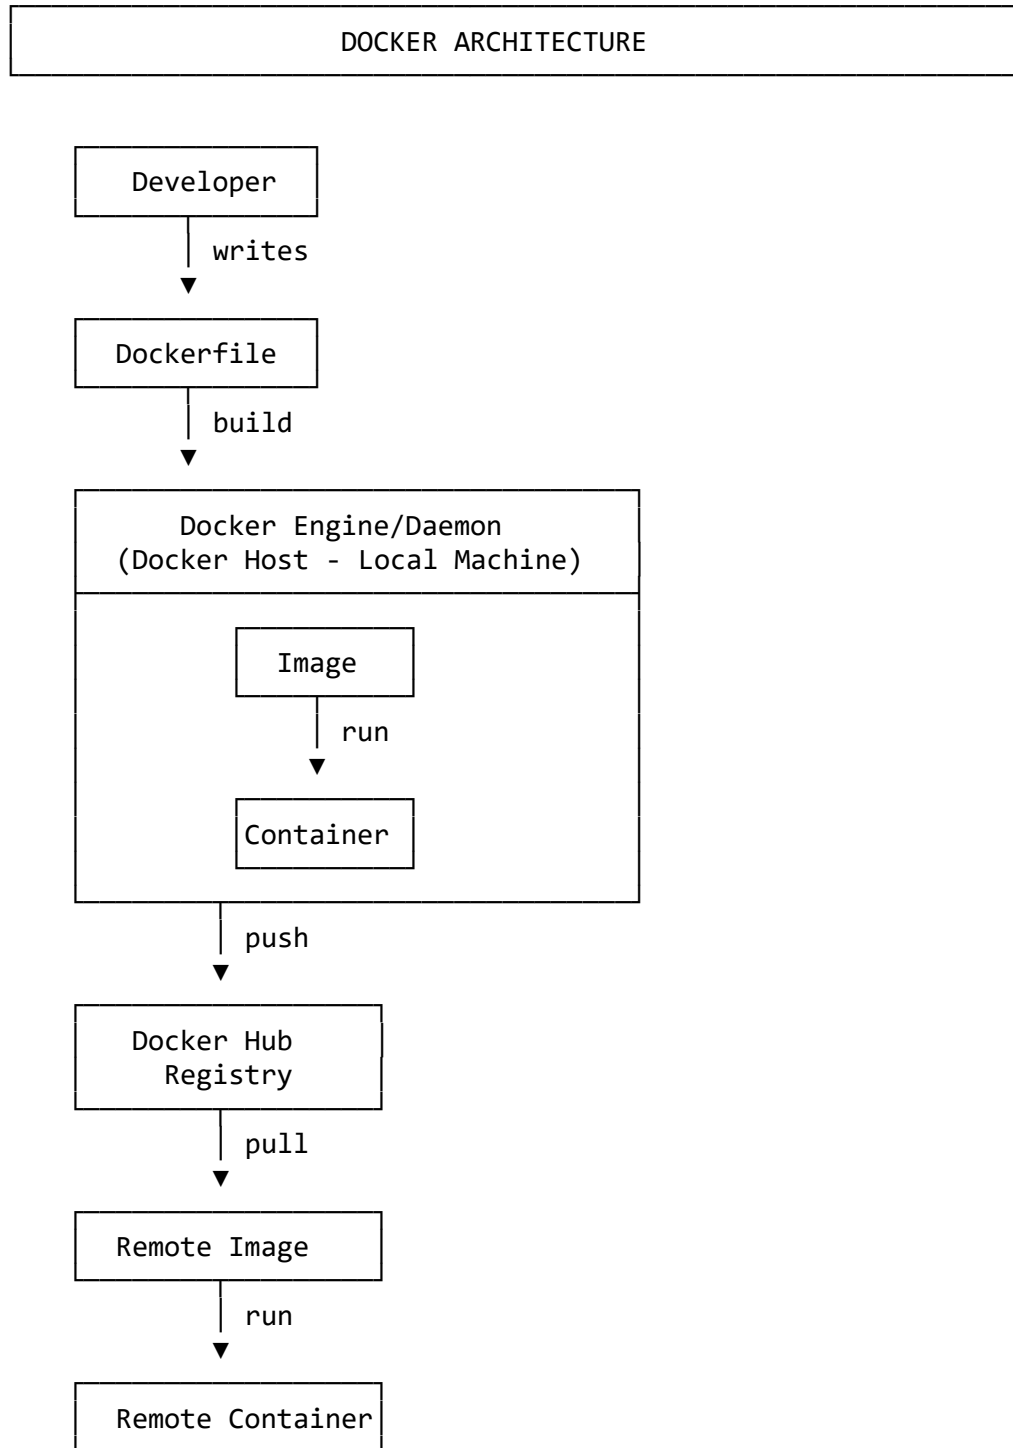 DOCKER ARCHITECTURE
Developer
writes
Dockerfile
build
Docker Engine/Daemon
(Docker Host - Local Machine)
Image
run
Container
push
Docker Hub
Registry
pull
Remote Image
run
Remote Container